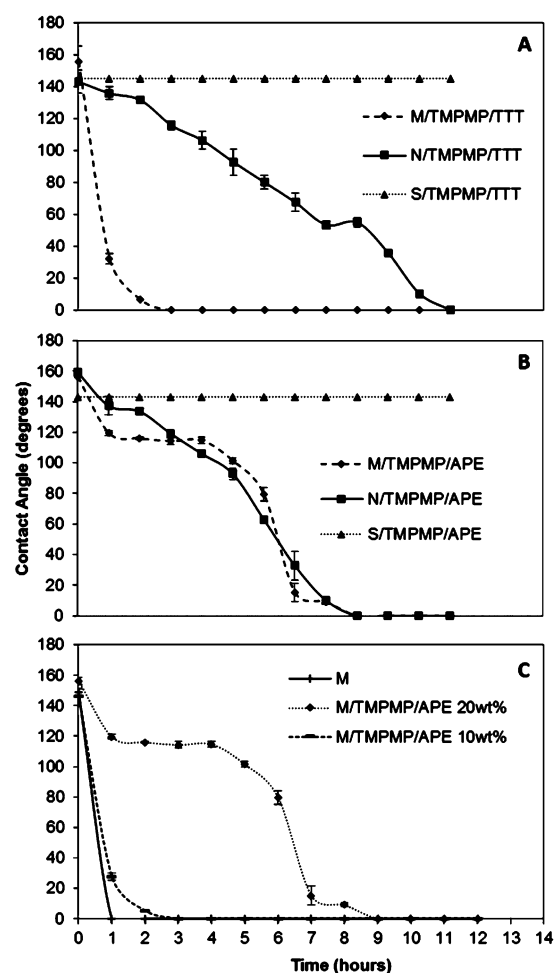 180
160
140
120
100
80
60
40
20
0
A
M/TMPMP/TTT
N/TMPMP/TTT
S/TMPMP/TTT
Contact Angle (degrees)
180
160
140
120
100
80
60
40
20
0
B
M/TMPMP/APE
N/TMPMP/APE
S/TMPMP/APE
180
160
140
120
100
80
60
40
20
0
C
M
M/TMPMP/APE 20wt%
M/TMPMP/APE 10wt%
0 1 2 3 4 5 6 7 8 9 10 11 12 13 14
Time (hours)